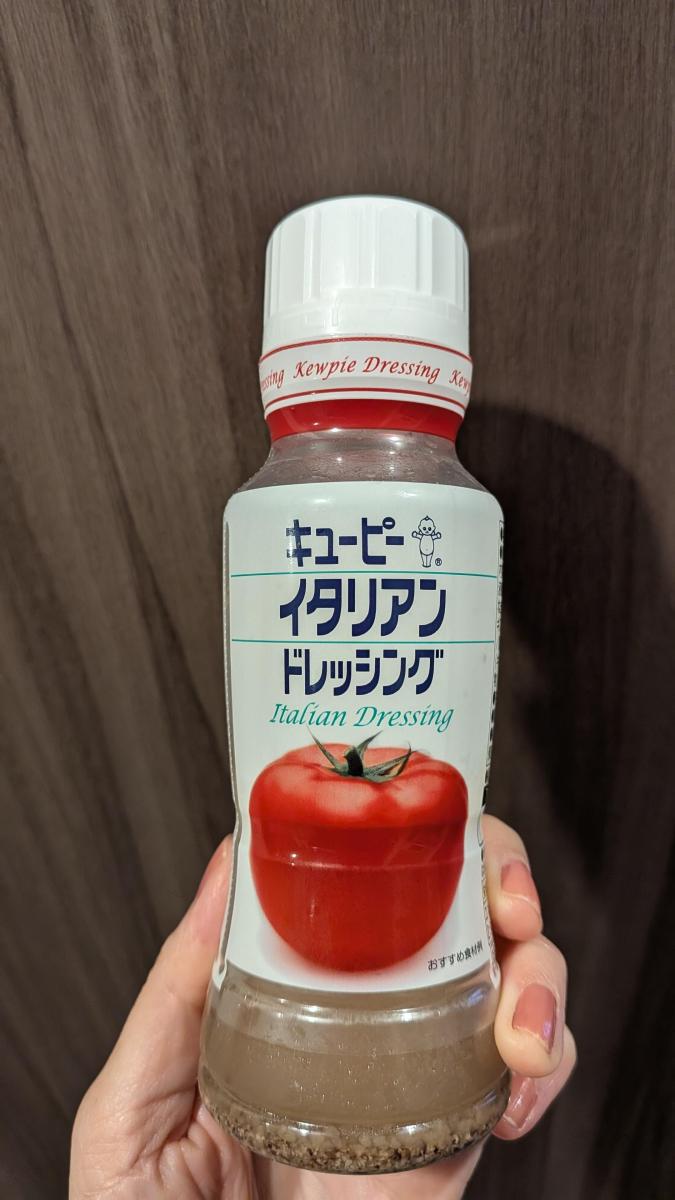 Kewpie Dressing
キユーピー ®
イタリアン
ドレッシング
Italian Dressing
おすすめ食材例